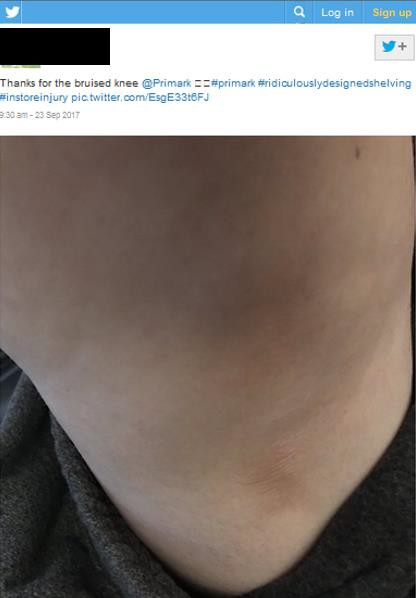 Log in
Sign up
+
Thanks for the bruised knee @Primark □□#primark #ridiculouslydesignedshelving
#instoreinjury pic.twitter.com/EsgE33t6FJ
9:30 am - 23 Sep 2017